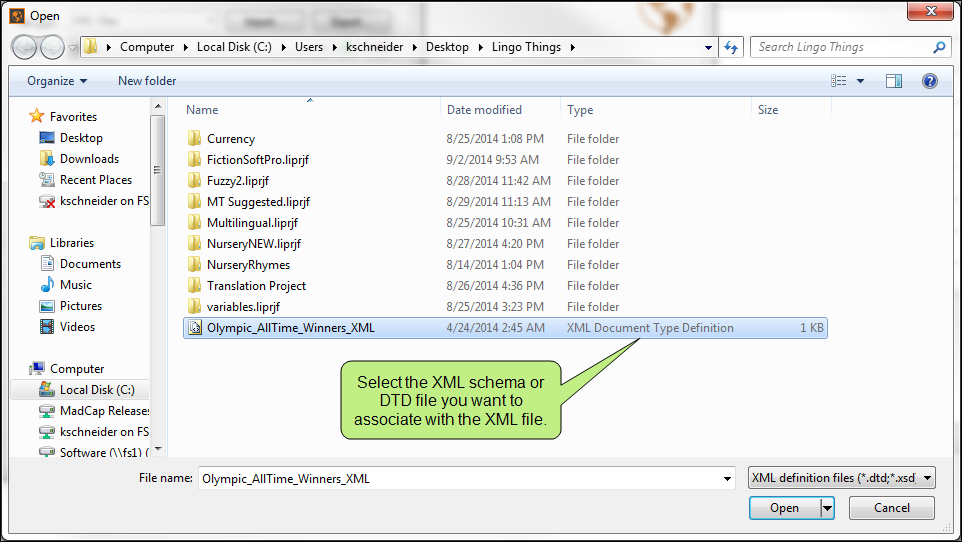 Open
Computer Local Disk (C:) Users kschneider Desktop Lingo Things
Search Lingo Things
Organize New folder
Name Date modified Type Size
Favorites
Desktop
Downloads
Recent Places
kschneider on FS
Libraries
Documents
Music
Pictures
Videos
Computer
Local Disk (C:)
MadCap Releases
kschneider on FS
Software (\\fs1) (
Currency 8/25/2014 1:08 PM File folder
FictionSoftPro.liprjf 9/2/2014 9:53 AM File folder
Fuzzy2.liprjf 8/28/2014 11:42 AM File folder
MT Suggested.liprjf 8/29/2014 11:13 AM File folder
Multilingual.liprjf 8/25/2014 10:31 AM File folder
NurseryNEW.liprjf 8/27/2014 4:20 PM File folder
NurseryRhymes 8/14/2014 1:04 PM File folder
Translation Project 8/26/2014 4:36 PM File folder
variables.liprjf 8/25/2014 3:23 PM File folder
Olympic_AllTime_Winners_XML 4/24/2014 2:45 AM XML Document Type Definition 1 KB
Select the XML schema or
DTD file you want to
associate with the XML file.
File name: Olympic_AllTime_Winners_XML XML definition files (*.dtd;*.xsd
Open Cancel